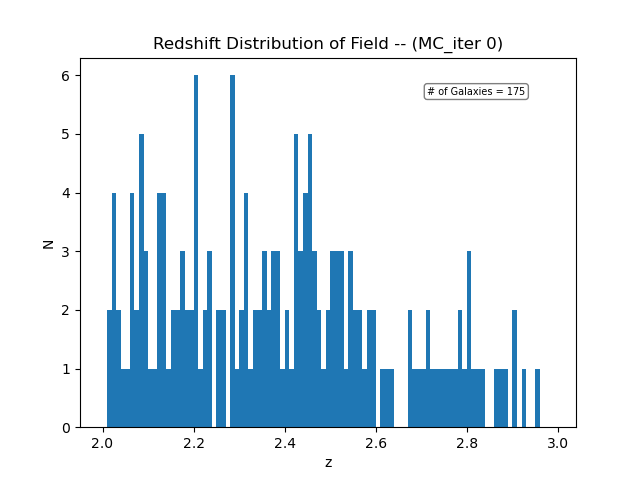 Redshift Distribution of Field -- (MC_iter 0)
# of Galaxies = 175
6
5
4
3
2
1
0
N
2.0 2.2 2.4 2.6 2.8 3.0
z